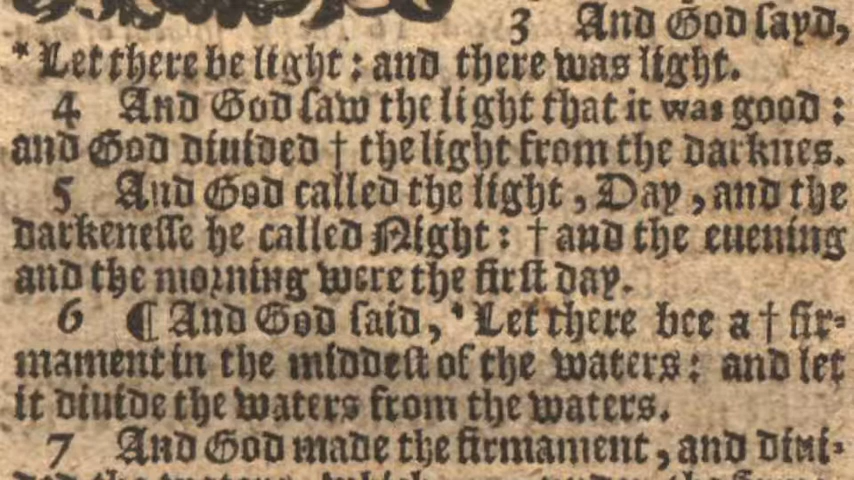 3 And God sayd,
* Let there be light : and there was light.
4 And God saw the light that it was good :
and God diuided † the light from the darknes.
5 And God called the light, Day, and the
darkenesse he called Night: † and the euening
and the morning were the first day.
6 ¶ And God said, * Let there bee a † fir-
mament in the middest of the waters: and let
it diuide the waters from the waters.
7 And God made the firmament, and diui-
ded the waters, which